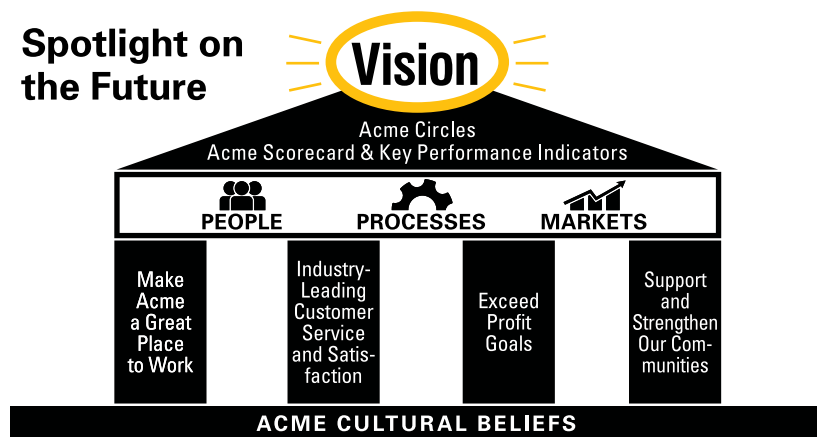 Spotlight on
the Future
Vision
Acme Circles
Acme Scorecard & Key Performance Indicators
PEOPLE
PROCESSES
MARKETS
Make
Acme
a Great
Place
to Work
Industry-
Leading
Customer
Service
and Satis-
faction
Exceed
Profit
Goals
Support
and
Strengthen
Our Com-
munities
ACME CULTURAL BELIEFS